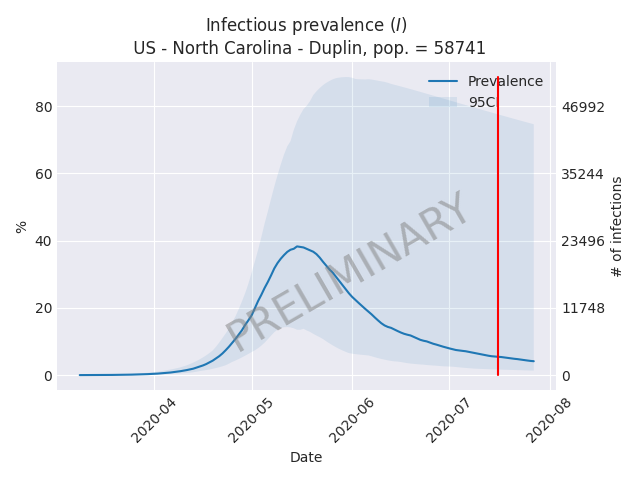 Infectious prevalence (I)
US - North Carolina - Duplin, pop. = 58741
Prevalence
95CI
80
60
40
20
0
%
46992
35244
23496
11748
0
# of infections
PRELIMINARY
2020-04
2020-05
2020-06
2020-07
2020-08
Date